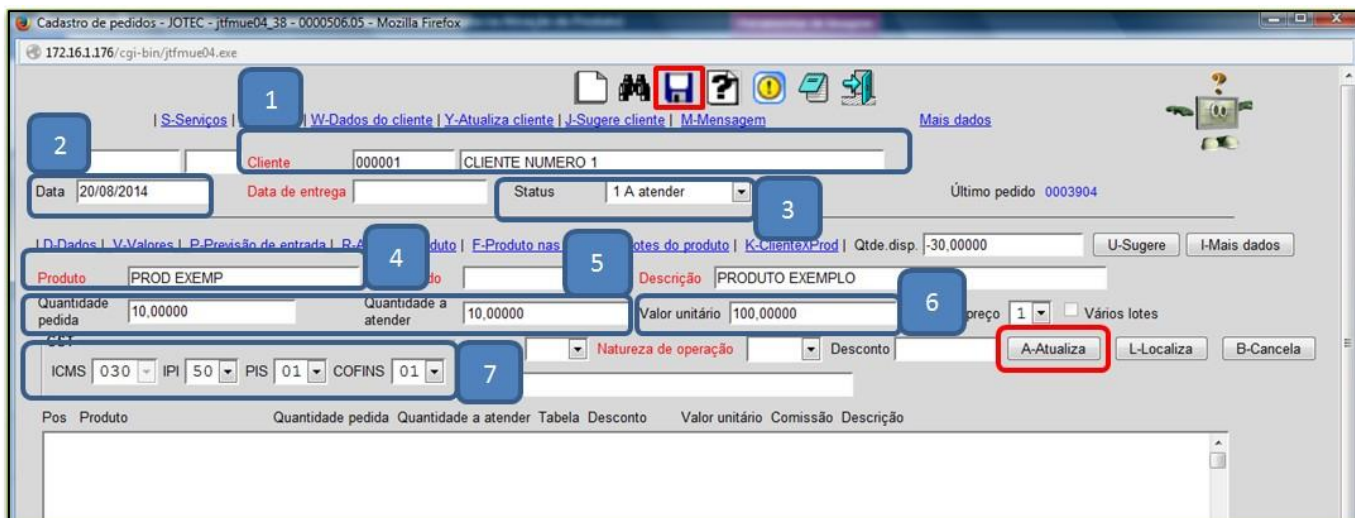 Cadastro de pedidos - JOTEC - jtfmue04_38 - 0000506.05 - Mozilla Firefox
172.16.1.176/cgi-bin/jtfmue04.exe
1
| S-Serviços | | W-Dados do cliente | Y-Atualiza cliente | J-Sugere cliente | M-Mensagem Mais dados
2
Cliente 000001 CLIENTE NUMERO 1
Data 20/08/2014 Data de entrega Status 1 A atender Último pedido 0003904
3
| D-Dados | V-Valores | P-Previsão de entrada | F-Produto nas | K-ClienteXProd | Qtde.disp. -30,00000 U-Sugere I-Mais dados
4
5
Produto PROD EXEMP Descrição PRODUTO EXEMPLO
6
Quantidade pedida 10,00000 Quantidade a atender 10,00000 Valor unitário 100,00000 preço 1 Vários lotes
Natureza de operação Desconto A-Atualiza L-Localiza B-Cancela
ICMS 030 IPI 50 PIS 01 COFINS 01
7
Pos Produto Quantidade pedida Quantidade a atender Tabela Desconto Valor unitário Comissão Descrição